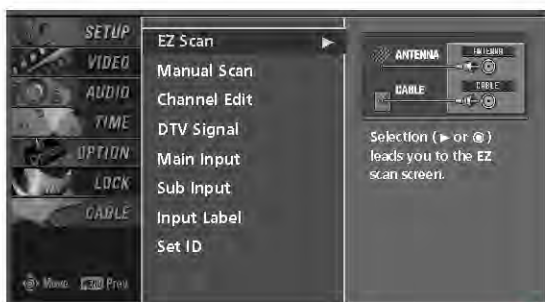 SETUP
VIDEO
AUDIO
TIME
OPTION
LOCK
CABLE
Move
MENU Prev.
EZ Scan ►
Manual Scan
Channel Edit
DTV Signal
Main Input
Sub Input
Input Label
Set ID
ANTENNA
ANTENNA
CABLE
CABLE
Selection (► or ◉)
leads you to the EZ
scan screen.